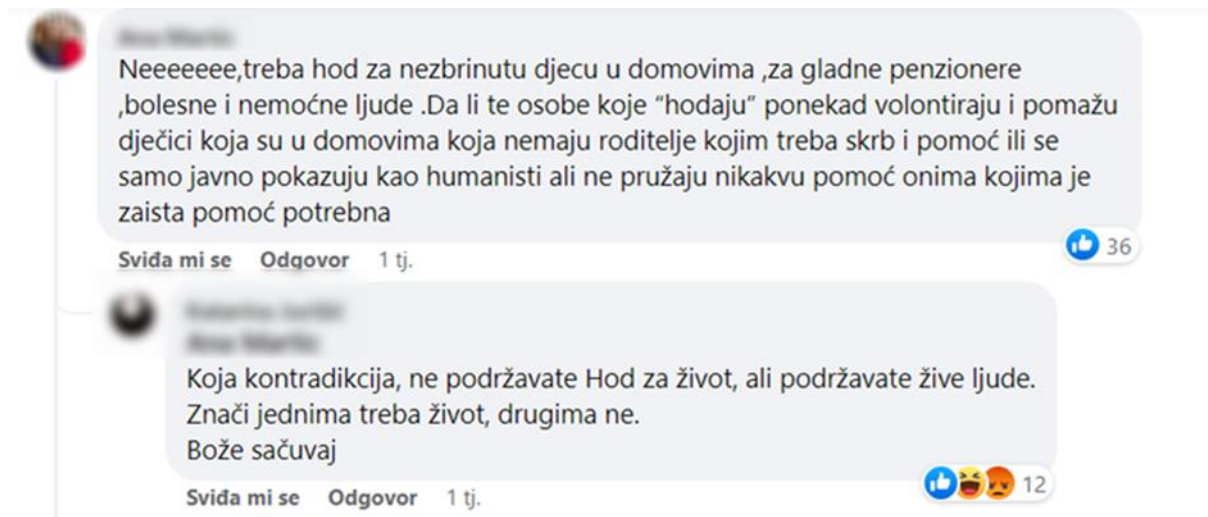 Neeeeeee,treba hod za nezbrinutu djecu u domovima ,za gladne penzionere
,bolesne i nemoćne ljude .Da li te osobe koje “hodaju” ponekad volontiraju i pomažu
dječici koja su u domovima koja nemaju roditelje kojim treba skrb i pomoć ili se
samo javno pokazuju kao humanisti ali ne pružaju nikakvu pomoć onima kojima je
zaista pomoć potrebna
36
Sviđa mi se Odgovor 1 tj.
Koja kontradikcija, ne podržavate Hod za život, ali podržavate žive ljude.
Znači jednima treba život, drugima ne.
Bože sačuvaj
12
Sviđa mi se Odgovor 1 tj.